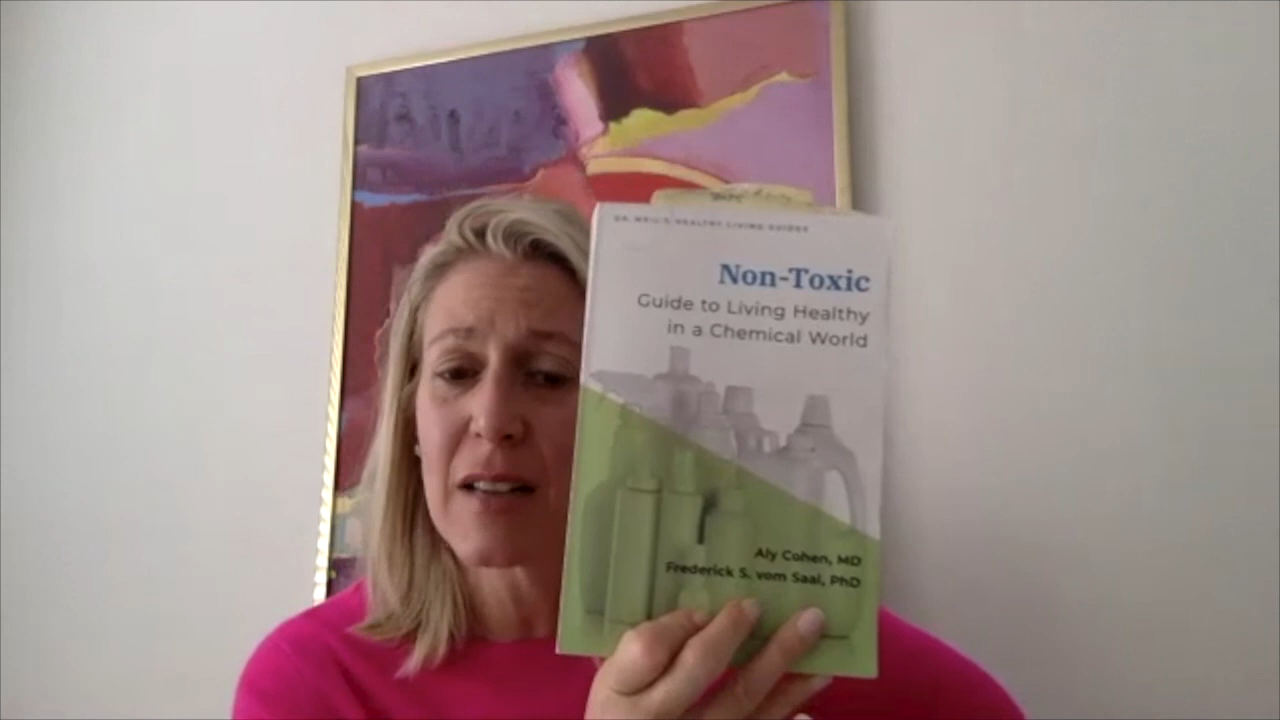 DR. WEIL'S HEALTHY LIVING GUIDES
Non-Toxic
Guide to Living Healthy
in a Chemical World
Aly Cohen, MD
Frederick S. vom Saal, PhD